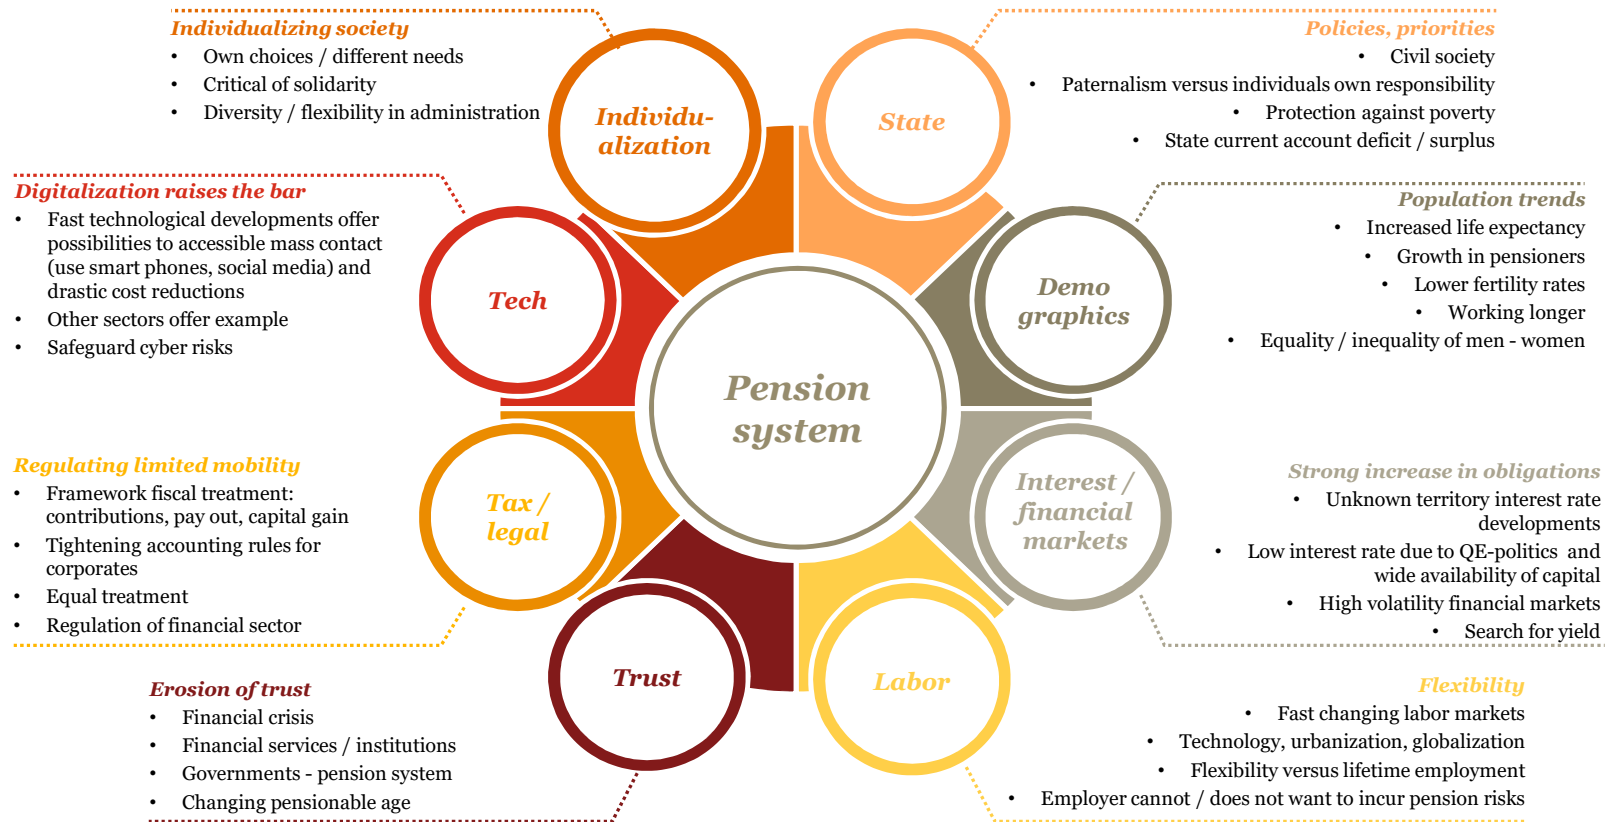 Individualizing society
• Own choices / different needs
• Critical of solidarity
• Diversity / flexibility in administration
Individu-
alization
State
Policies, priorities
• Civil society
• Paternalism versus individuals own responsibility
• Protection against poverty
• State current account deficit / surplus
Digitalization raises the bar
• Fast technological developments offer
possibilities to accessible mass contact
(use smart phones, social media) and
drastic cost reductions
• Other sectors offer example
• Safeguard cyber risks
Tech
Demo
graphics
Population trends
• Increased life expectancy
• Growth in pensioners
• Lower fertility rates
• Working longer
• Equality / inequality of men - women
Pension
system
Regulating limited mobility
• Framework fiscal treatment:
contributions, pay out, capital gain
• Tightening accounting rules for
corporates
• Equal treatment
• Regulation of financial sector
Tax /
legal
Interest /
financial
markets
Strong increase in obligations
• Unknown territory interest rate
developments
• Low interest rate due to QE-politics and
wide availability of capital
• High volatility financial markets
• Search for yield
Erosion of trust
• Financial crisis
• Financial services / institutions
• Governments - pension system
• Changing pensionable age
Trust
Labor
Flexibility
• Fast changing labor markets
• Technology, urbanization, globalization
• Flexibility versus lifetime employment
• Employer cannot / does not want to incur pension risks